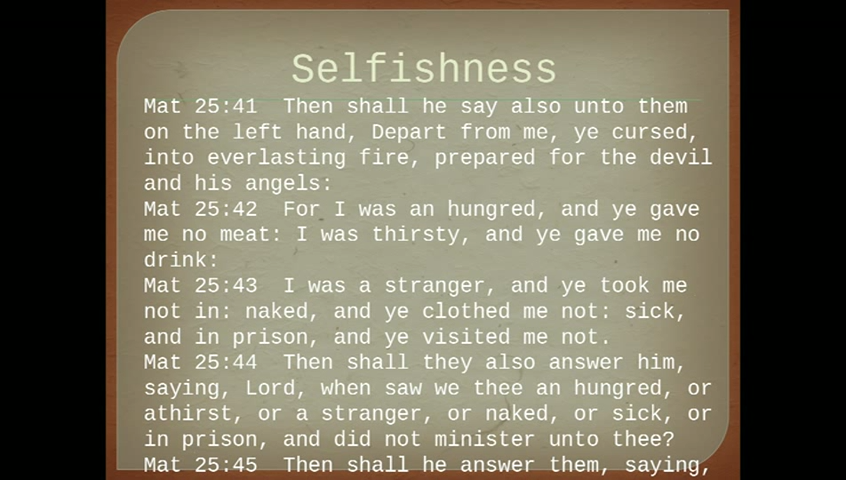 Selfishness
Mat 25:41  Then shall he say also unto them
on the left hand, Depart from me, ye cursed,
into everlasting fire, prepared for the devil
and his angels:
Mat 25:42  For I was an hungred, and ye gave
me no meat: I was thirsty, and ye gave me no
drink:
Mat 25:43  I was a stranger, and ye took me
not in: naked, and ye clothed me not: sick,
and in prison, and ye visited me not.
Mat 25:44  Then shall they also answer him,
saying, Lord, when saw we thee an hungred, or
athirst, or a stranger, or naked, or sick, or
in prison, and did not minister unto thee?
Mat 25:45  Then shall he answer them, saying,